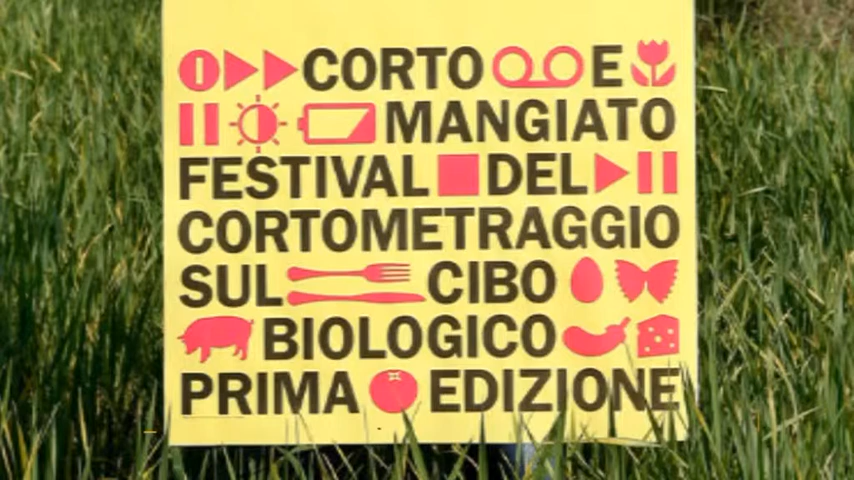 CORTO E
MANGIATO
FESTIVAL DEL
CORTOMETRAGGIO
SUL CIBO
BIOLOGICO
PRIMA EDIZIONE